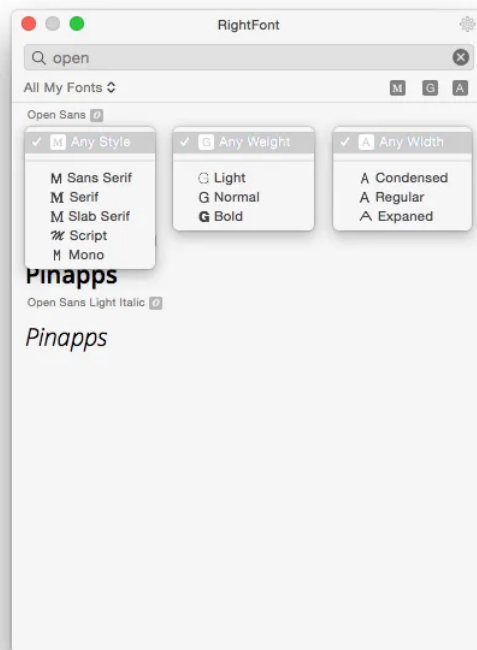 RightFont
open
All My Fonts
M G A
Open Sans O
M Any Style
M Sans Serif
M Serif
M Slab Serif
M Script
M Mono
G Any Weight
G Light
G Normal
G Bold
A Any Width
A Condensed
A Regular
A Expaned
Pinapps
Open Sans Light Italic O
Pinapps